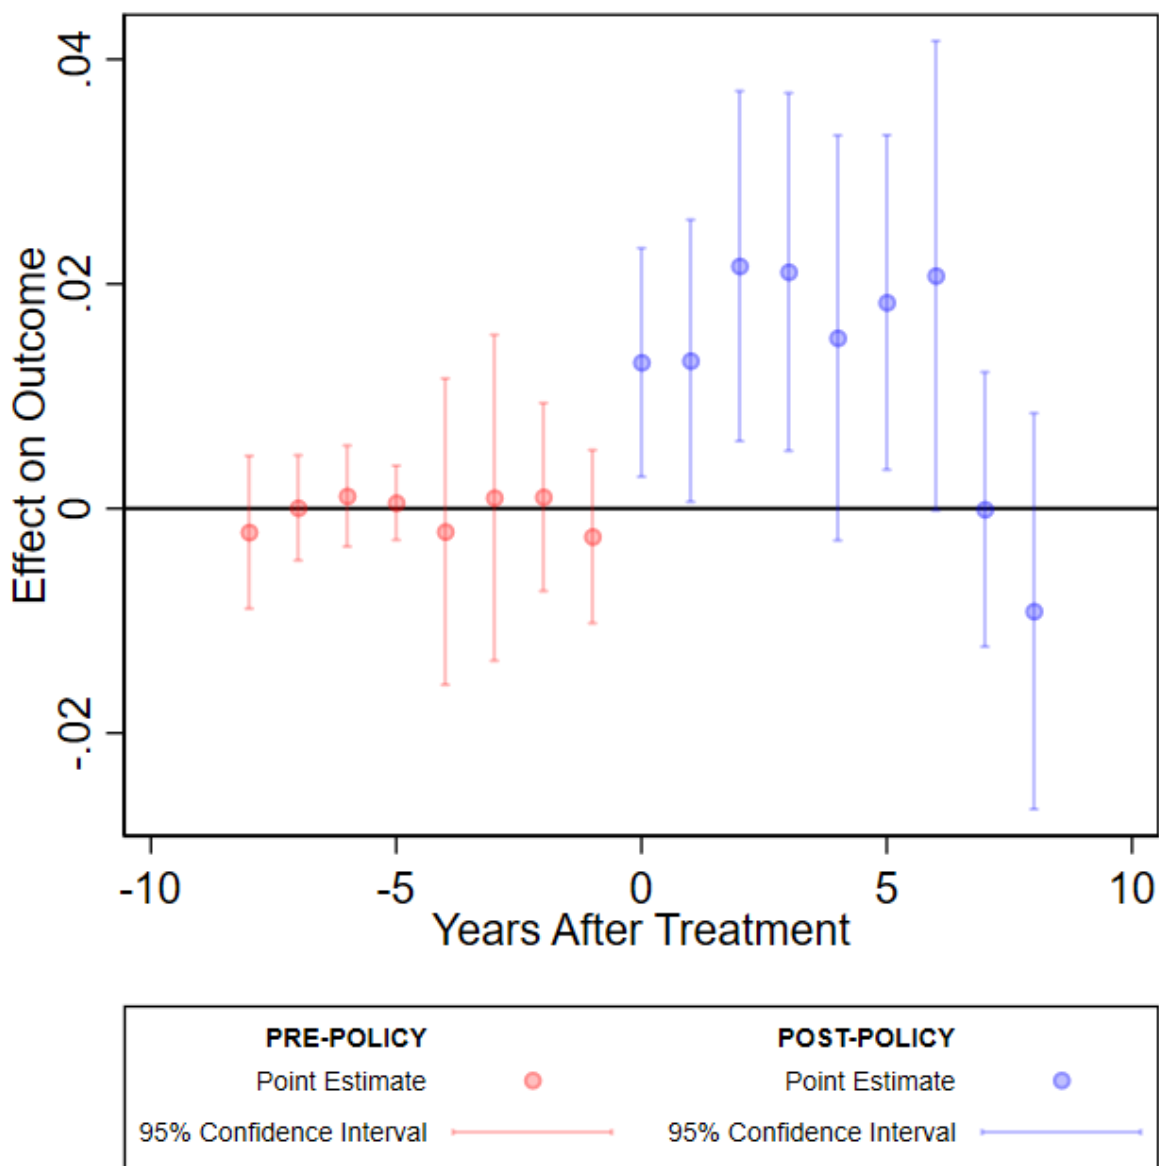 .04
.02
0
-.02
Effect on Outcome
-10
-5
0
5
10
Years After Treatment
PRE-POLICY
POST-POLICY
Point Estimate
Point Estimate
95% Confidence Interval
95% Confidence Interval